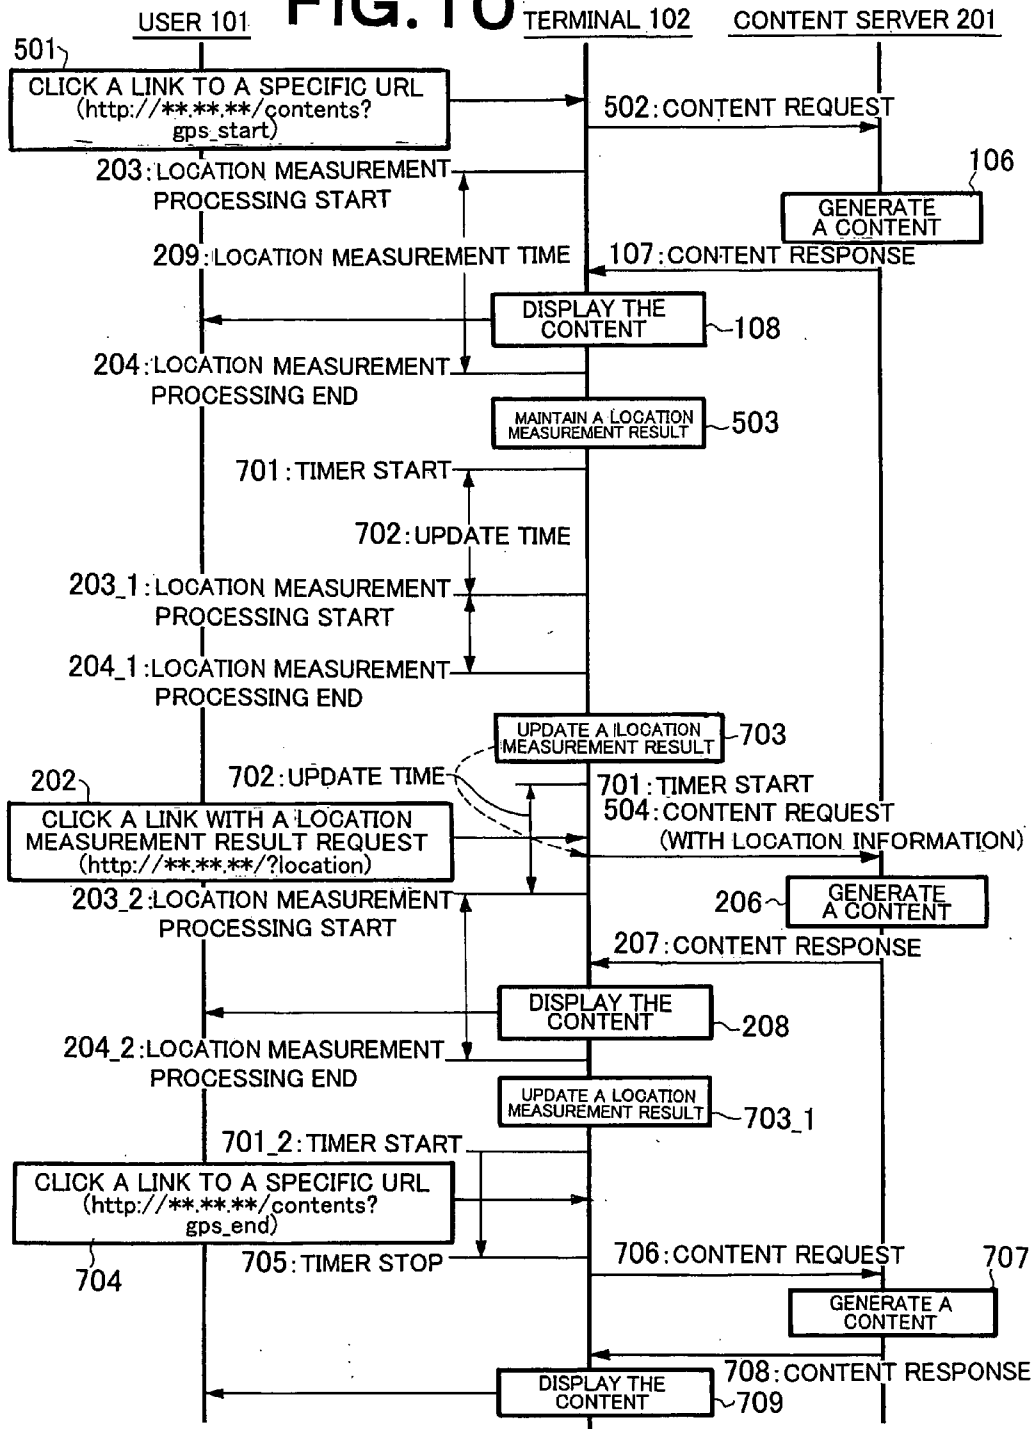 FIG. 10
USER 101
TERMINAL 102
CONTENT SERVER 201
501
CLICK A LINK TO A SPECIFIC URL
(http://**.**.**/contents?
gps_start)
502:CONTENT REQUEST
203:LOCATION MEASUREMENT
PROCESSING START
106
GENERATE
A CONTENT
209:LOCATION MEASUREMENT TIME
107:CONTENT RESPONSE
DISPLAY THE
CONTENT
108
204:LOCATION MEASUREMENT
PROCESSING END
MAINTAIN A LOCATION
MEASUREMENT RESULT
503
701:TIMER START
702:UPDATE TIME
203_1:LOCATION MEASUREMENT
PROCESSING START
204_1:LOCATION MEASUREMENT
PROCESSING END
UPDATE A LOCATION
MEASUREMENT RESULT
703
702:UPDATE TIME
701:TIMER START
202
CLICK A LINK WITH A LOCATION
MEASUREMENT RESULT REQUEST
(http://**.**.**/?location)
504:CONTENT REQUEST
(WITH LOCATION INFORMATION)
203_2:LOCATION MEASUREMENT
PROCESSING START
206
GENERATE
A CONTENT
207:CONTENT RESPONSE
DISPLAY THE
CONTENT
208
204_2:LOCATION MEASUREMENT
PROCESSING END
UPDATE A LOCATION
MEASUREMENT RESULT
703_1
701_2:TIMER START
CLICK A LINK TO A SPECIFIC URL
(http://**.**.**/contents?
gps_end)
704
705:TIMER STOP
706:CONTENT REQUEST
707
GENERATE A
CONTENT
708:CONTENT RESPONSE
DISPLAY THE
CONTENT
709